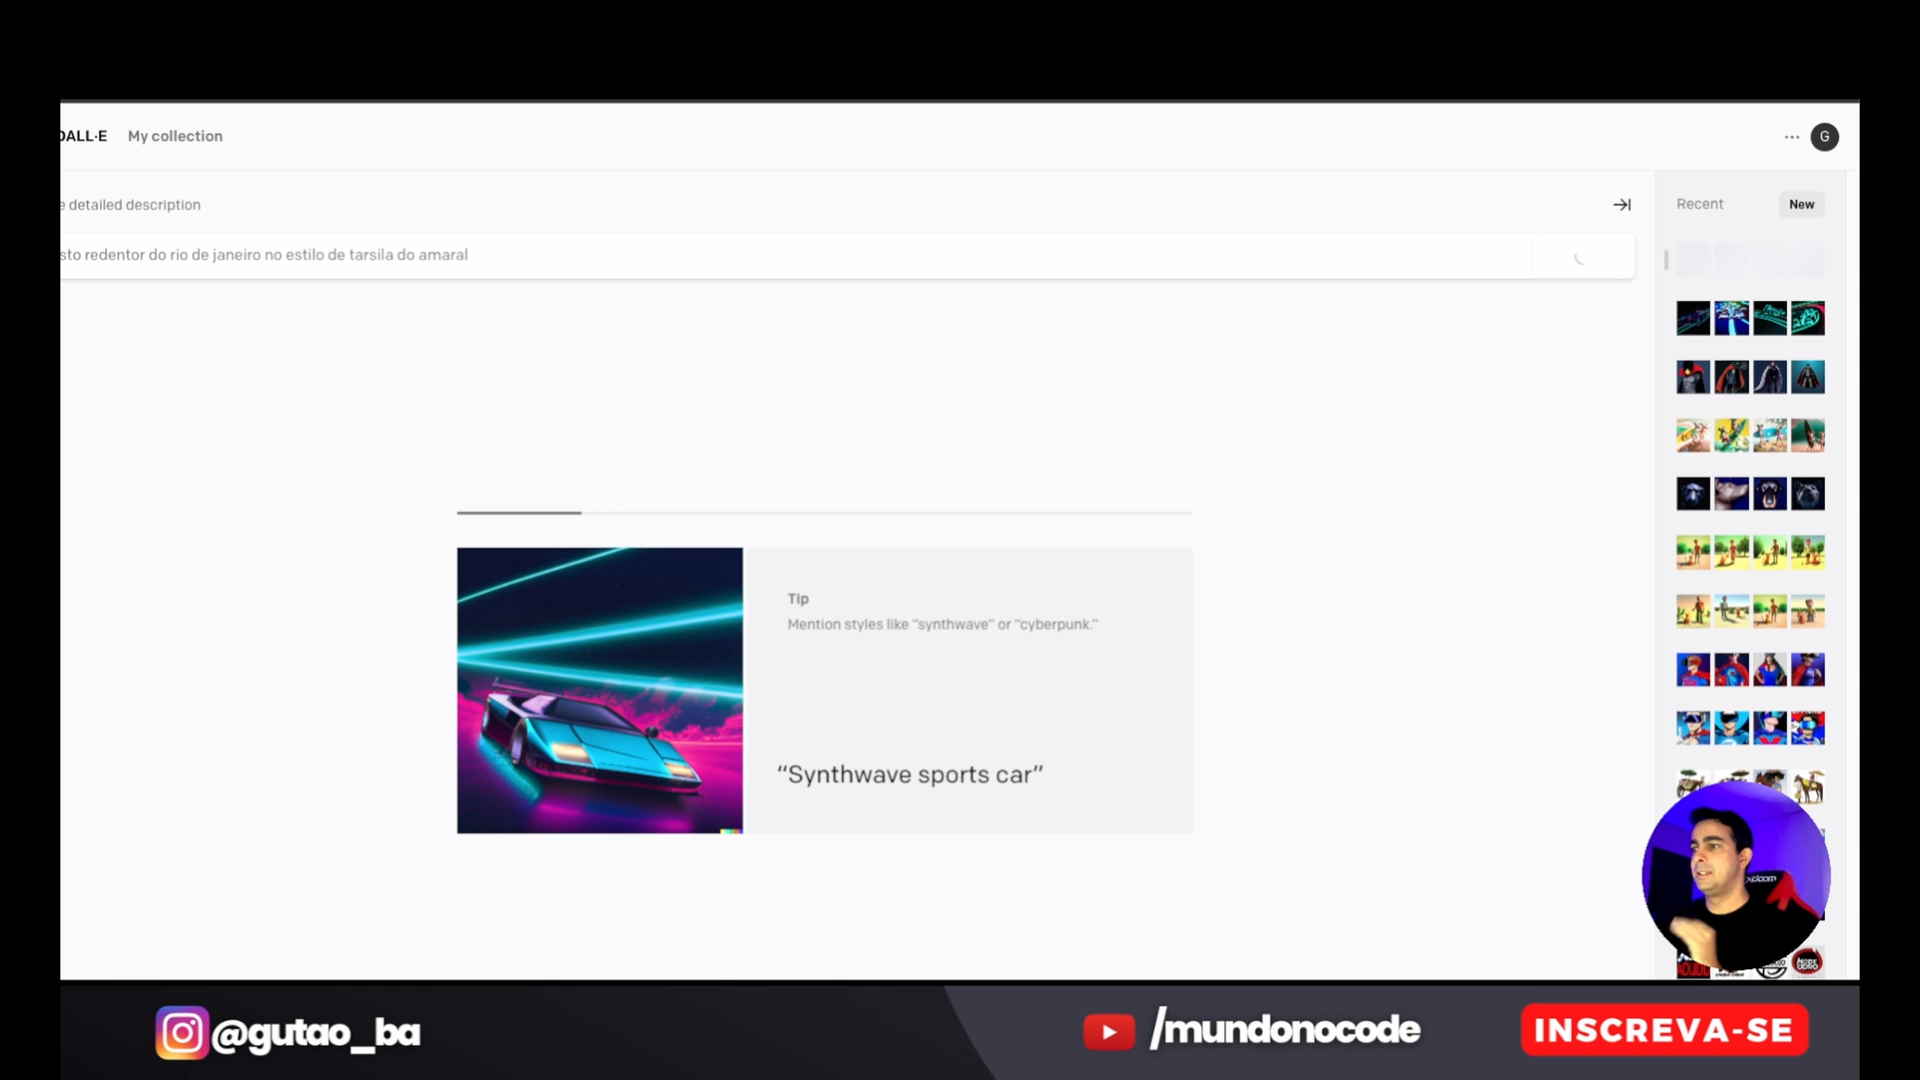 DALL·E My collection
G
e detailed description
Recent New
sto redentor do rio de janeiro no estilo de tarsila do amaral
Tip
Mention styles like “synthwave” or “cyberpunk.”
“Synthwave sports car”
@gutao_ba
/mundonocode
INSCREVA-SE